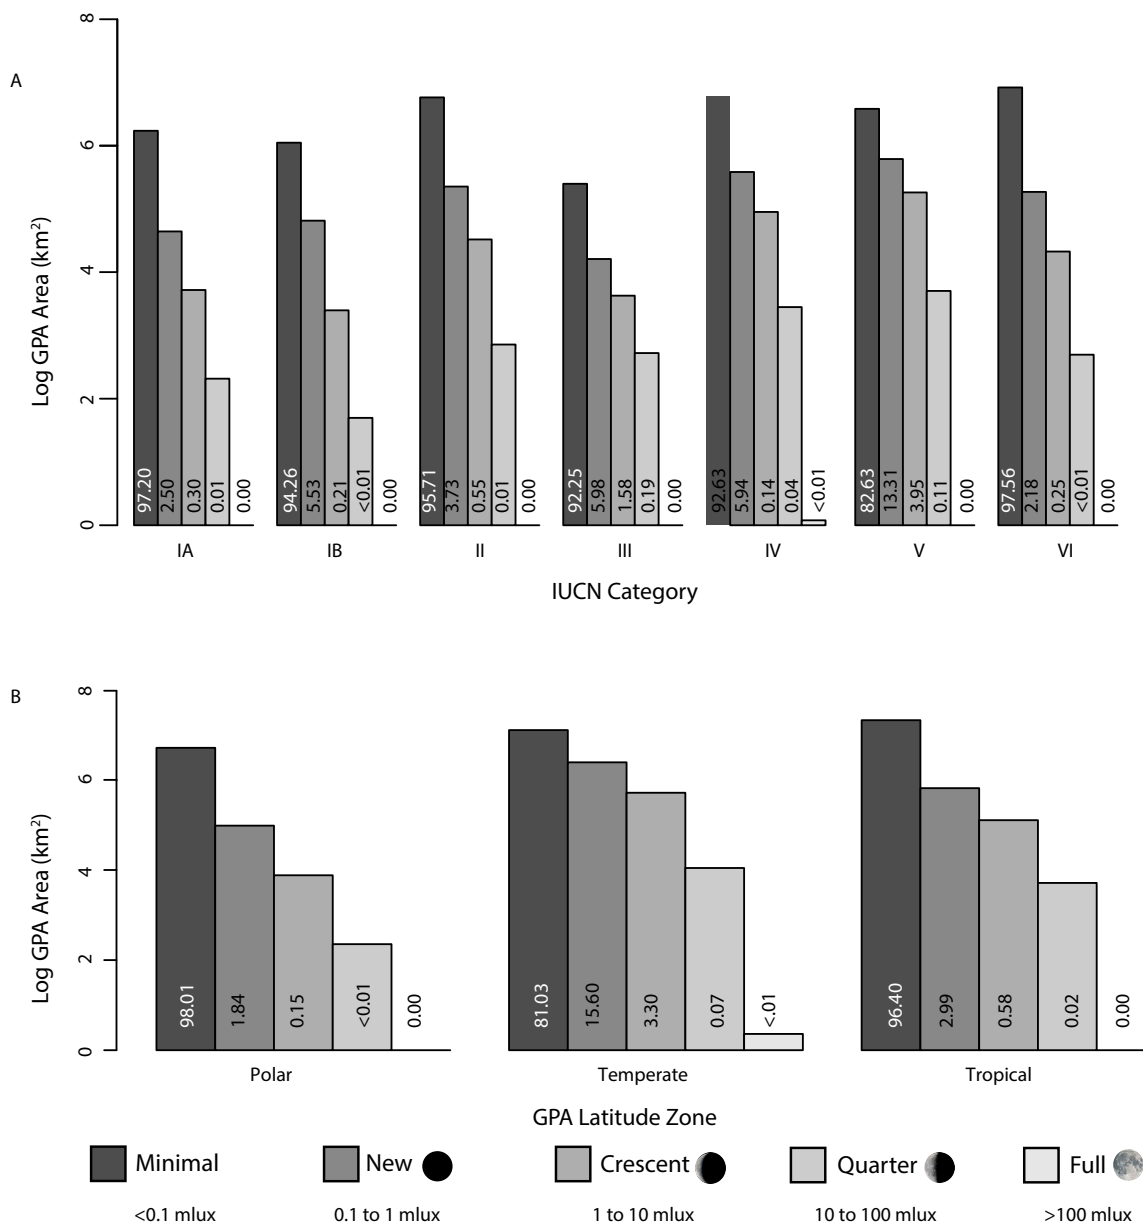 A
Log GPA Area (km²)
8
6
4
2
0
97.20 2.50 0.30 0.01 0.00
94.26 5.53 0.21 <0.01 0.00
95.71 3.73 0.55 0.01 0.00
92.25 5.98 1.58 0.19 0.00
92.63 5.94 0.14 0.04 <0.01
82.63 13.31 3.95 0.11 0.00
97.56 2.18 0.25 <0.01 0.00
IA IB II III IV V VI
IUCN Category
B
Log GPA Area (km²)
8
6
4
2
0
98.01 1.84 0.15 <0.01 0.00
81.03 15.60 3.30 0.07 <.01
96.40 2.99 0.58 0.02 0.00
Polar Temperate Tropical
GPA Latitude Zone
Minimal New Crescent Quarter Full
<0.1 mlux 0.1 to 1 mlux 1 to 10 mlux 10 to 100 mlux >100 mlux